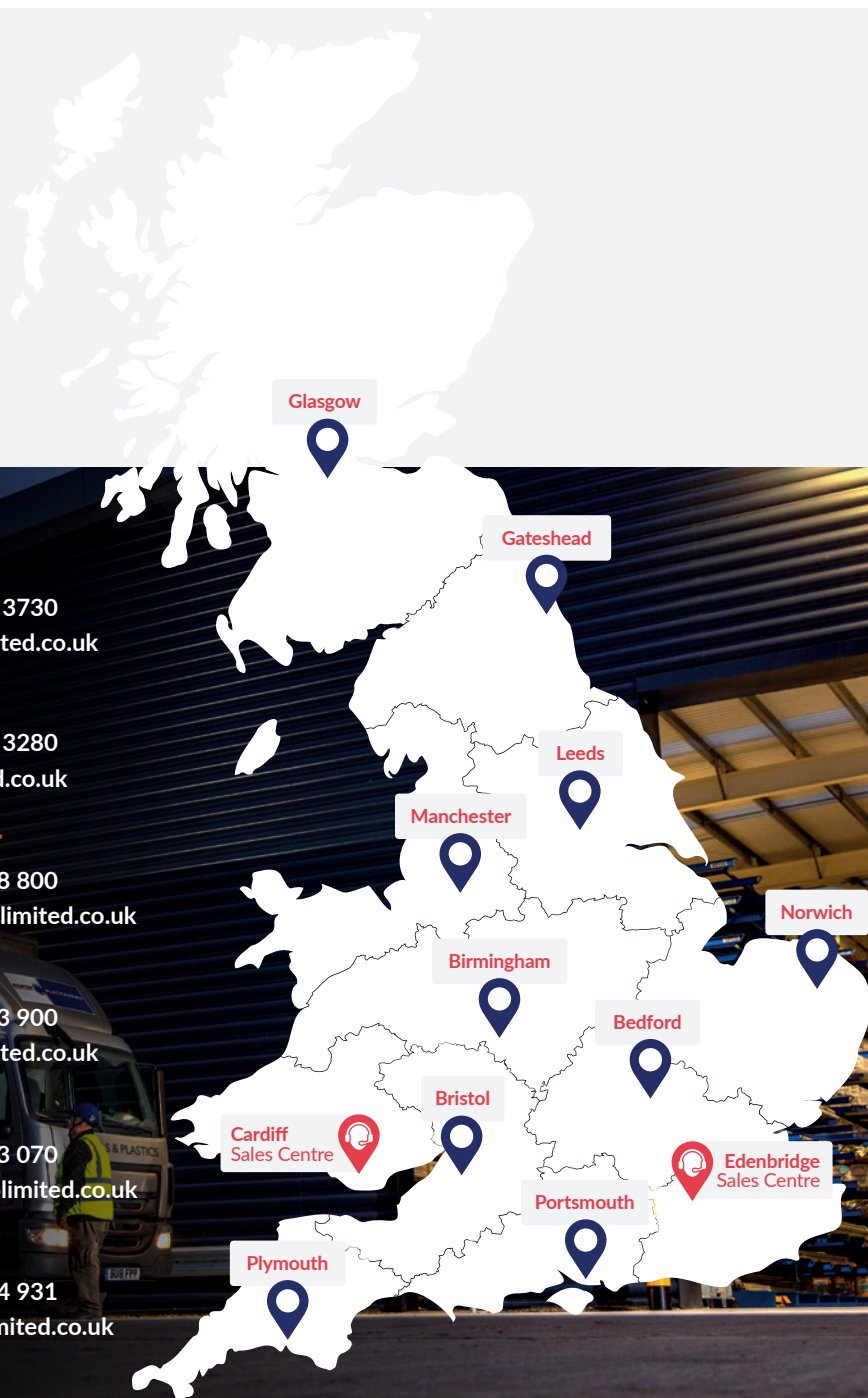 Glasgow
Gateshead
3730
ted.co.uk
3280
d.co.uk
Leeds
Manchester
8 800
limited.co.uk
Norwich
Birmingham
3 900
ted.co.uk
Bedford
Bristol
Cardiff
Sales Centre
3 070
limited.co.uk
S & PLASTICS
Edenbridge
Sales Centre
Portsmouth
Plymouth
4 931
mited.co.uk